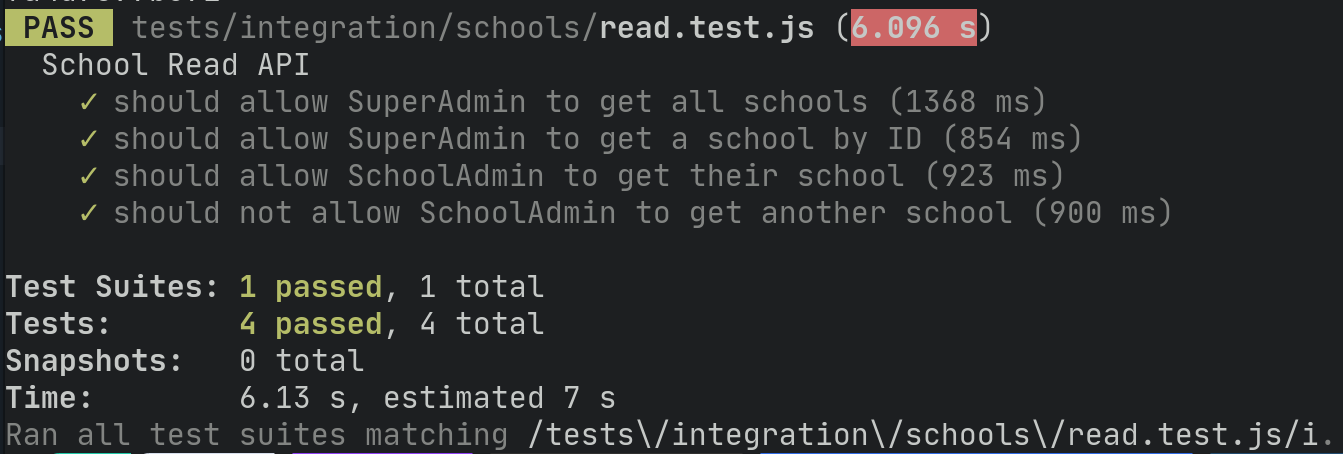 PASS tests/integration/schools/read.test.js (6.096 s)
School Read API
✓ should allow SuperAdmin to get all schools (1368 ms)
✓ should allow SuperAdmin to get a school by ID (854 ms)
✓ should allow SchoolAdmin to get their school (923 ms)
✓ should not allow SchoolAdmin to get another school (900 ms)
Test Suites: 1 passed, 1 total
Tests: 4 passed, 4 total
Snapshots: 0 total
Time: 6.13 s, estimated 7 s
Ran all test suites matching /tests\/integration\/schools\/read.test.js/i.